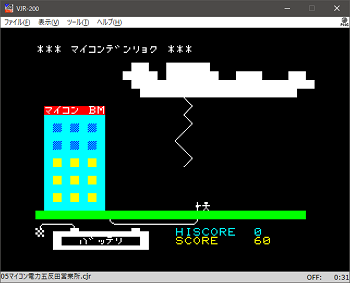 VJR-200
ファイル(F) 表示(V) ツール(T) ヘルプ(H)
*** マイコンデンリョク ***
マイコン BM
HISCORE 0
バッテリ
SCORE 60
05マイコン電力五反田営業所.cjr
OFF: 0:31